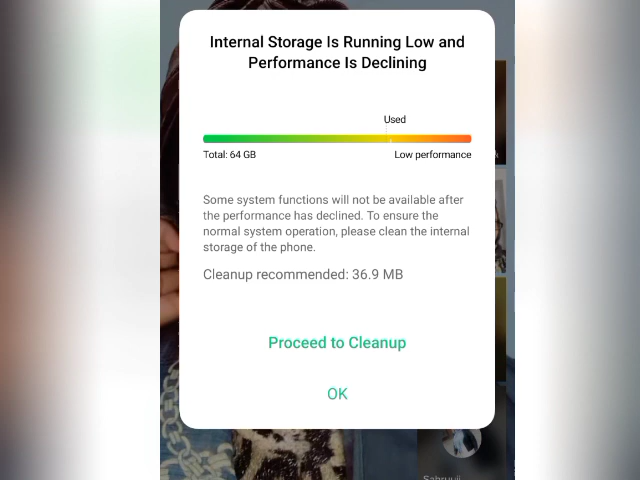 Internal Storage Is Running Low and
Performance Is Declining
Used
Total: 64 GB
Low performance
Some system functions will not be available after
the performance has declined. To ensure the
normal system operation, please clean the internal
storage of the phone.
Cleanup recommended: 36.9 MB
Proceed to Cleanup
OK